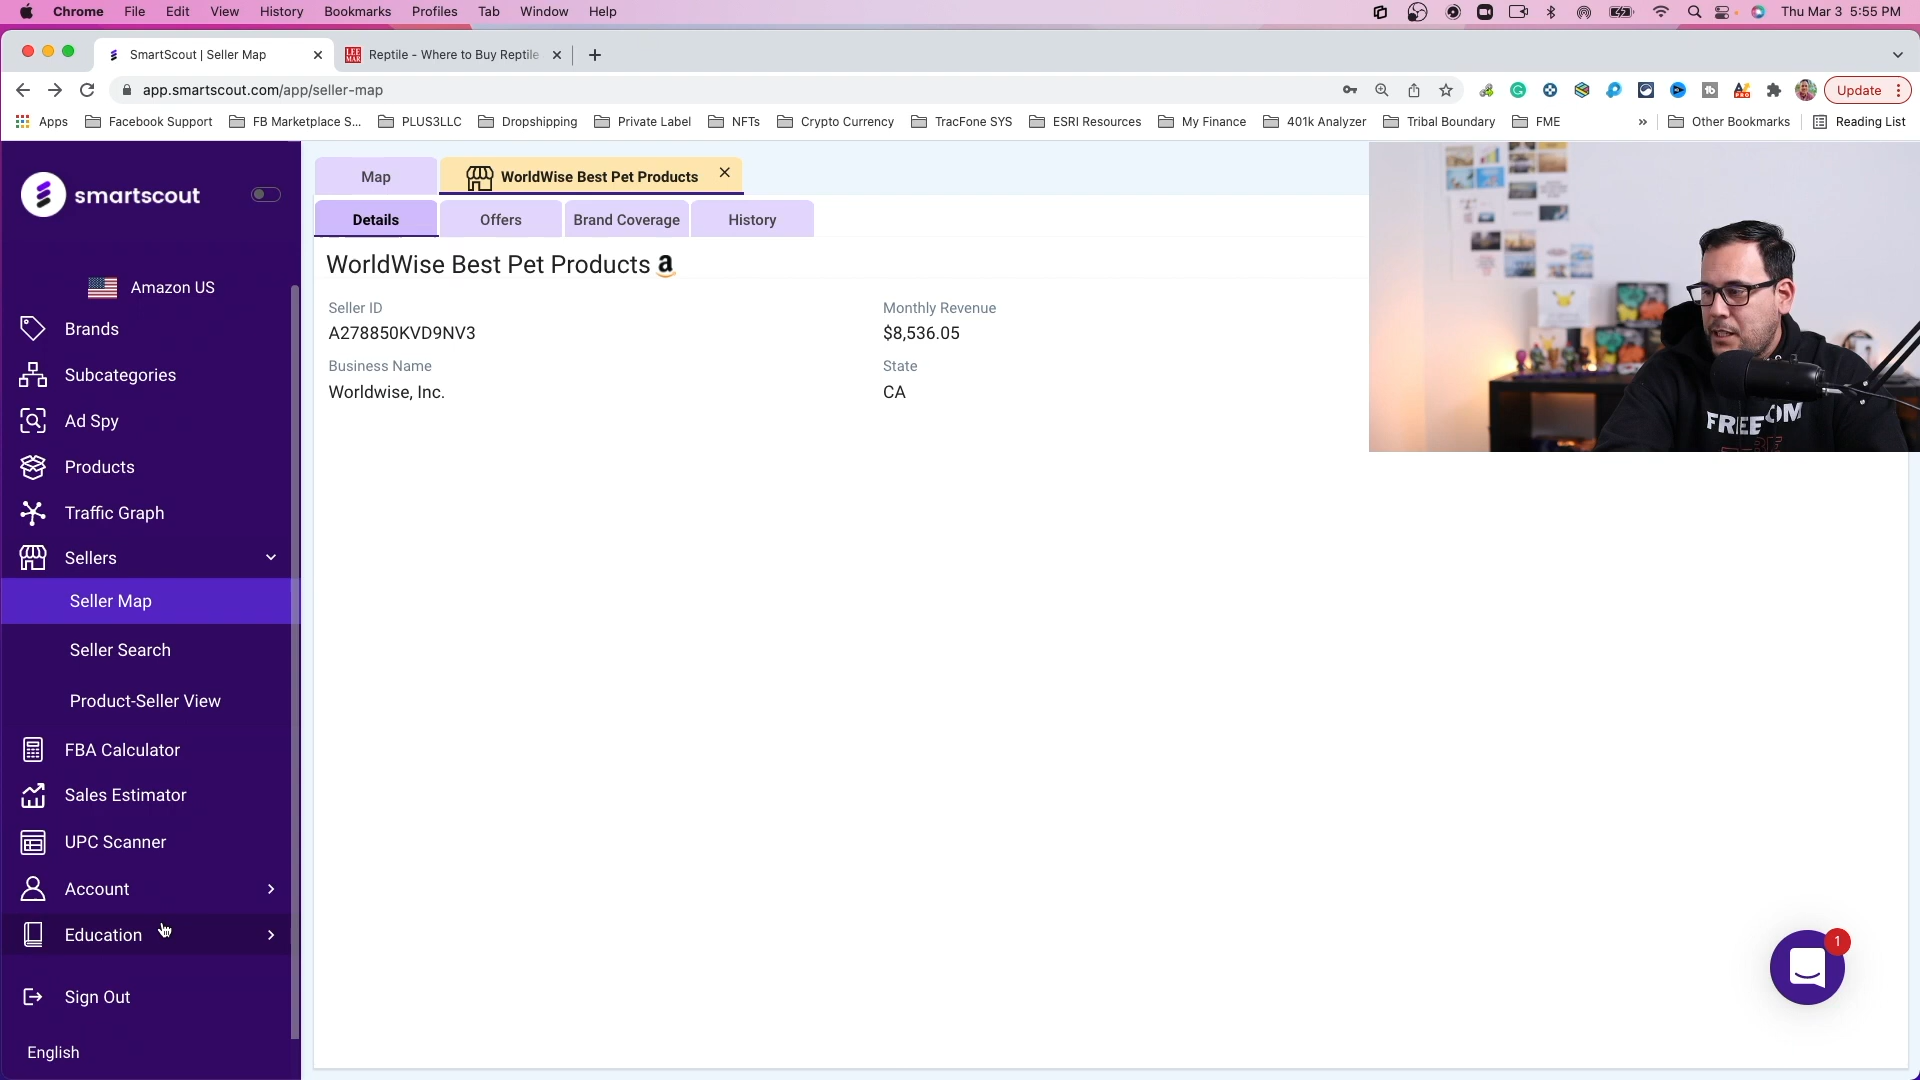 Chrome File Edit View History Bookmarks Profiles Tab Window Help Thu Mar 3 5:55 PM
SmartScout | Seller Map Reptile - Where to Buy Reptile
app.smartscout.com/app/seller-map Update
Apps Facebook Support FB Marketplace S... PLUS3LLC Dropshipping Private Label NFTs Crypto Currency TracFone SYS ESRI Resources My Finance 401k Analyzer Tribal Boundary FME » Other Bookmarks Reading List
smartscout
Amazon US
Brands
Subcategories
Ad Spy
Products
Traffic Graph
Sellers
Seller Map
Seller Search
Product-Seller View
FBA Calculator
Sales Estimator
UPC Scanner
Account
Education
Sign Out
English
Map WorldWise Best Pet Products
Details Offers Brand Coverage History
WorldWise Best Pet Products
Seller ID Monthly Revenue
A278850KVD9NV3 $8,536.05
Business Name State
Worldwise, Inc. CA
1